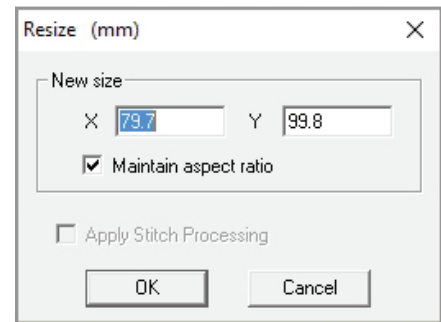 Resize (mm)
New size
X 79.7 Y 99.8
Maintain aspect ratio
Apply Stitch Processing
OK Cancel